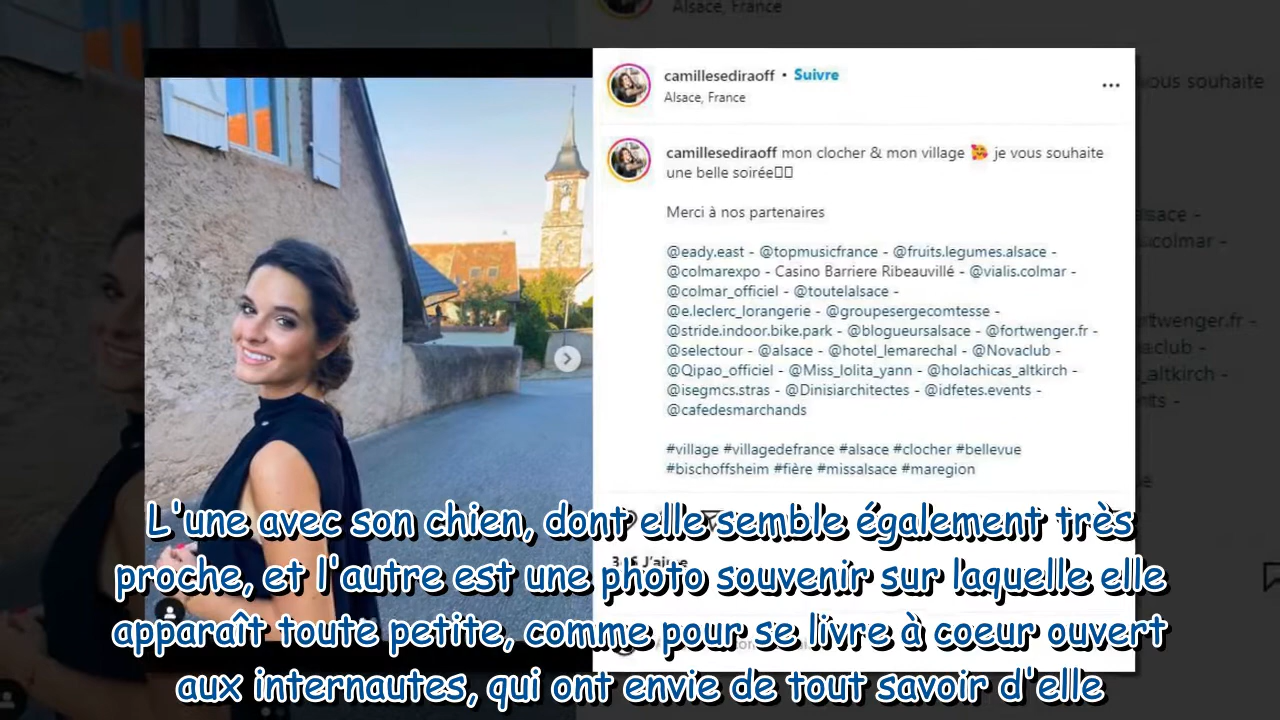 Alsace, France
camillesediraoff • Suivre
Alsace, France
vous souhaite
camillesediraoff mon clocher & mon village 🥰 je vous souhaite
une belle soirée
Merci à nos partenaires
@eady.east - @topmusicfrance - @fruits.legumes.alsace -
@colmarexpo - Casino Barriere Ribeauvillé - @vialis.colmar -
@colmar_officiel - @toutelalsace -
@e.leclerc_lorangerie - @groupesergecomtesse -
@stride.indoor.bike.park - @blogueursalsace - @fortwenger.fr -
@selectour - @alsace - @hotel_lemarechal - @Novaclub -
@Qipao_officiel - @Miss_lolita_yann - @holachicas_altkirch -
@isegmcs.stras - @Dinisiarchitectes - @idfetes.events -
@cafedesmarchands
#village #villagedefrance #alsace #clocher #bellevue
#bischoffsheim #fière #missalsace #maregion
J'aime
L'une avec son chien, dont elle semble également très
proche, et l'autre est une photo souvenir sur laquelle elle
apparaît toute petite, comme pour se livre à coeur ouvert
aux internautes, qui ont envie de tout savoir d'elle